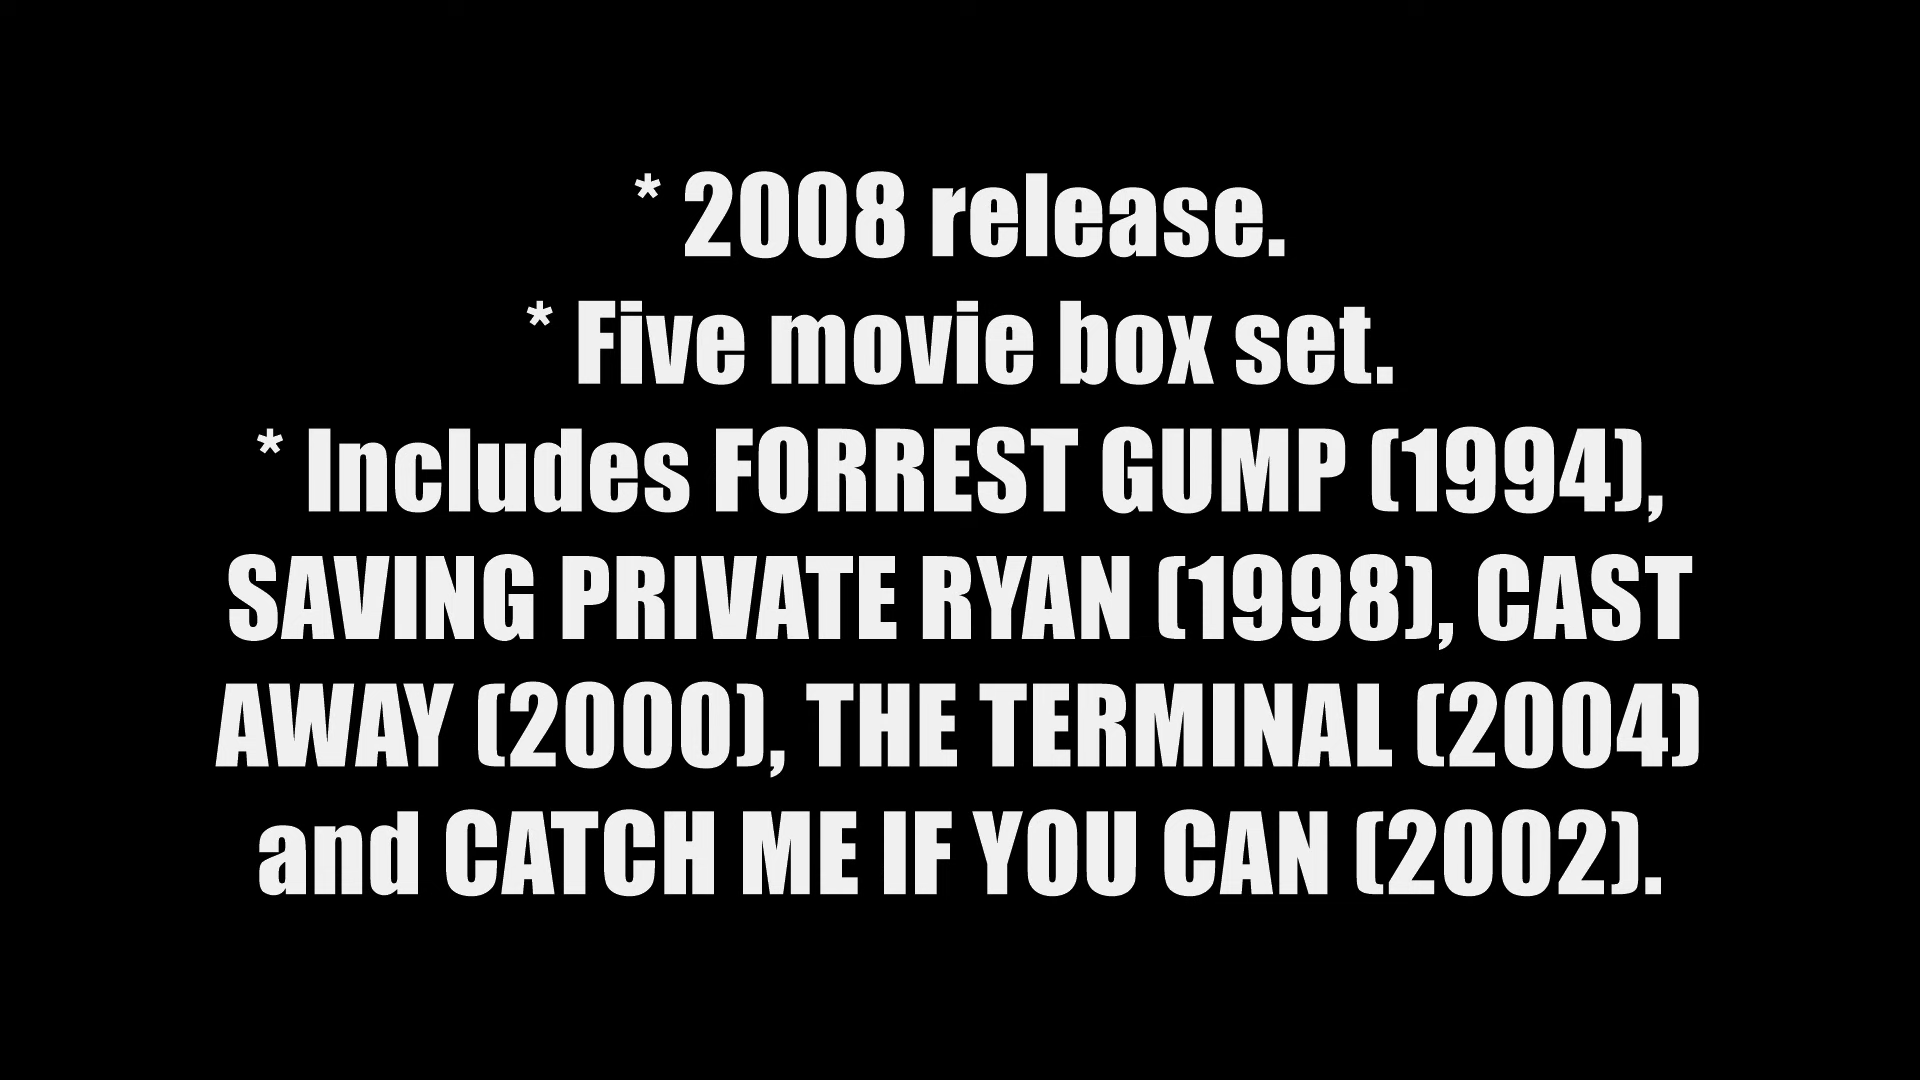 * 2008 release.
* Five movie box set.
* Includes FORREST GUMP (1994),
SAVING PRIVATE RYAN (1998), CAST
AWAY (2000), THE TERMINAL (2004)
and CATCH ME IF YOU CAN (2002).